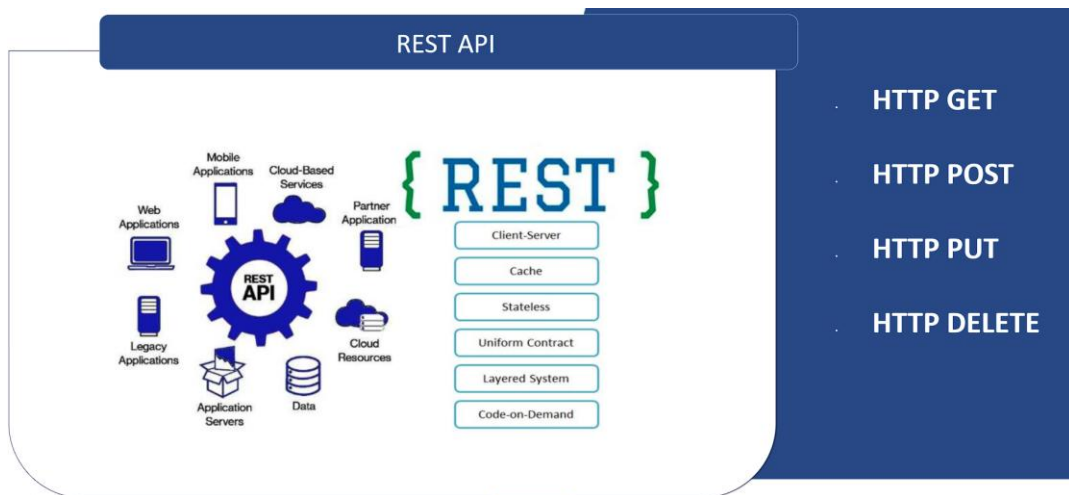 REST API
Mobile
Applications
Cloud-Based
Services
Partner
Application
Web
Applications
REST
API
Legacy
Applications
Cloud
Resources
Application
Servers
Data
{ REST }
Client-Server
Cache
Stateless
Uniform Contract
Layered System
Code-on-Demand
. HTTP GET
. HTTP POST
. HTTP PUT
. HTTP DELETE